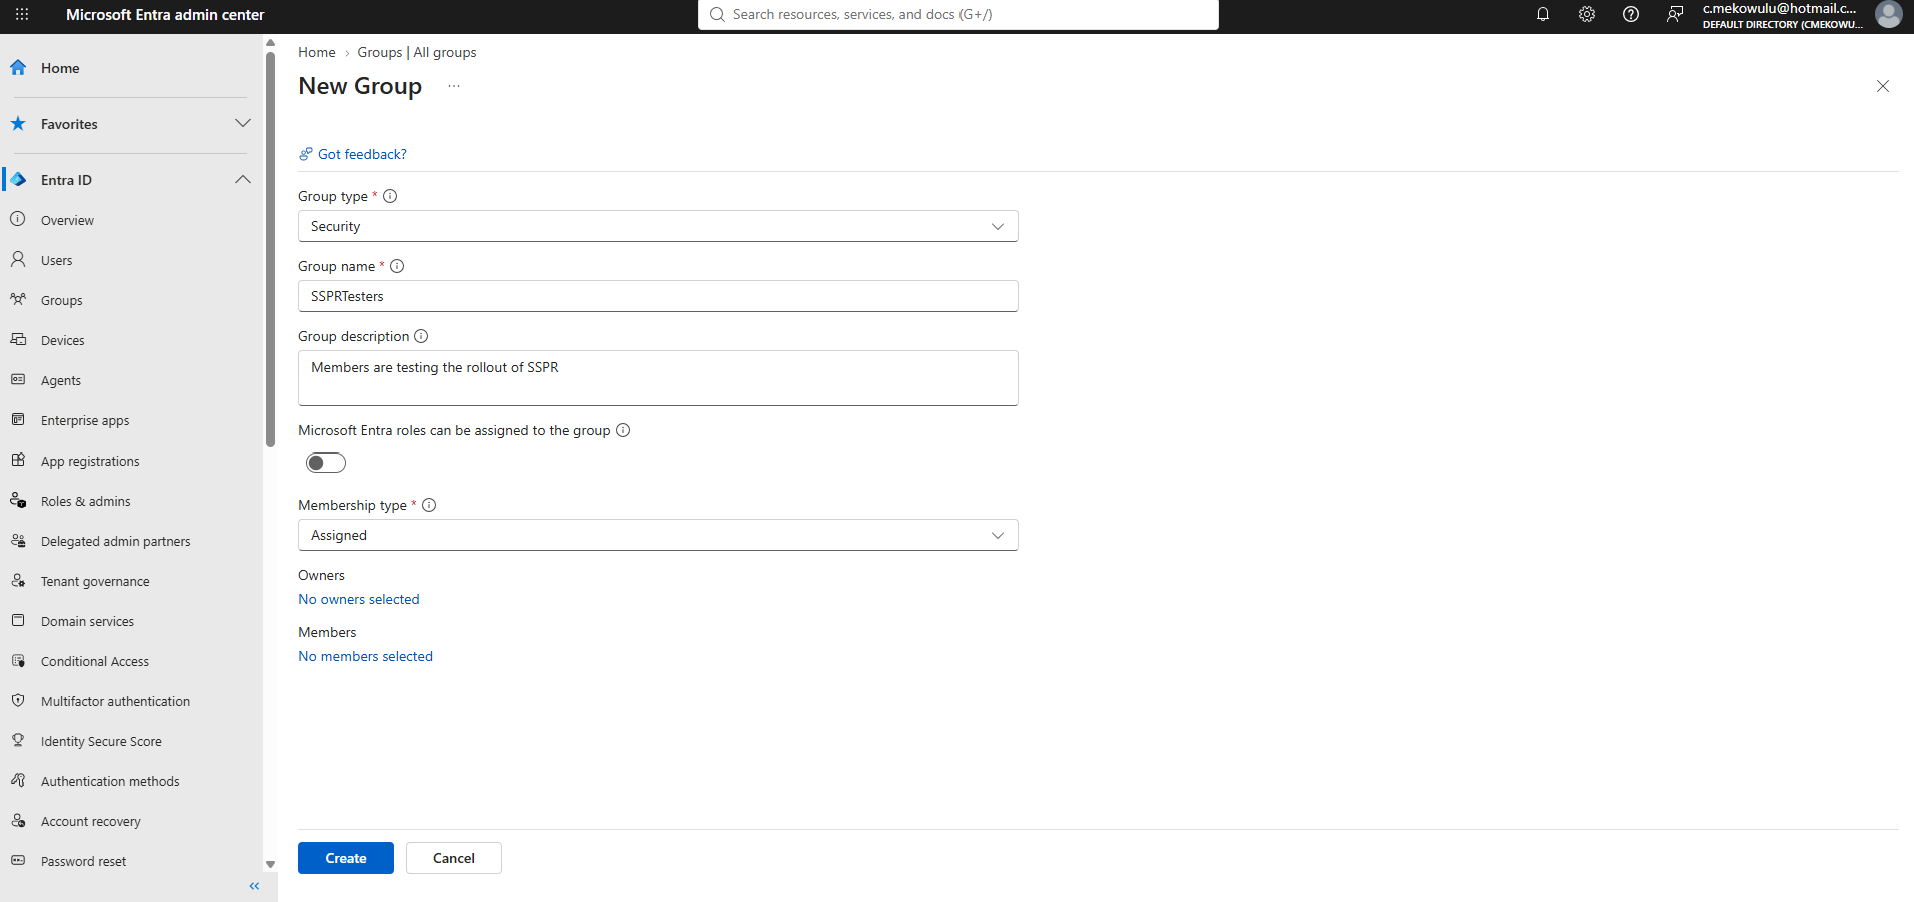 Microsoft Entra admin center
Search resources, services, and docs (G+/)
c.mekowulu@hotmail.c...
DEFAULT DIRECTORY (CMEKOWU...
Home
Favorites
Entra ID
Overview
Users
Groups
Devices
Agents
Enterprise apps
App registrations
Roles & admins
Delegated admin partners
Tenant governance
Domain services
Conditional Access
Multifactor authentication
Identity Secure Score
Authentication methods
Account recovery
Password reset
Home > Groups | All groups
New Group ...
Got feedback?
Group type *
Security
Group name *
SSPRTesters
Group description
Members are testing the rollout of SSPR
Microsoft Entra roles can be assigned to the group
Membership type *
Assigned
Owners
No owners selected
Members
No members selected
Create Cancel